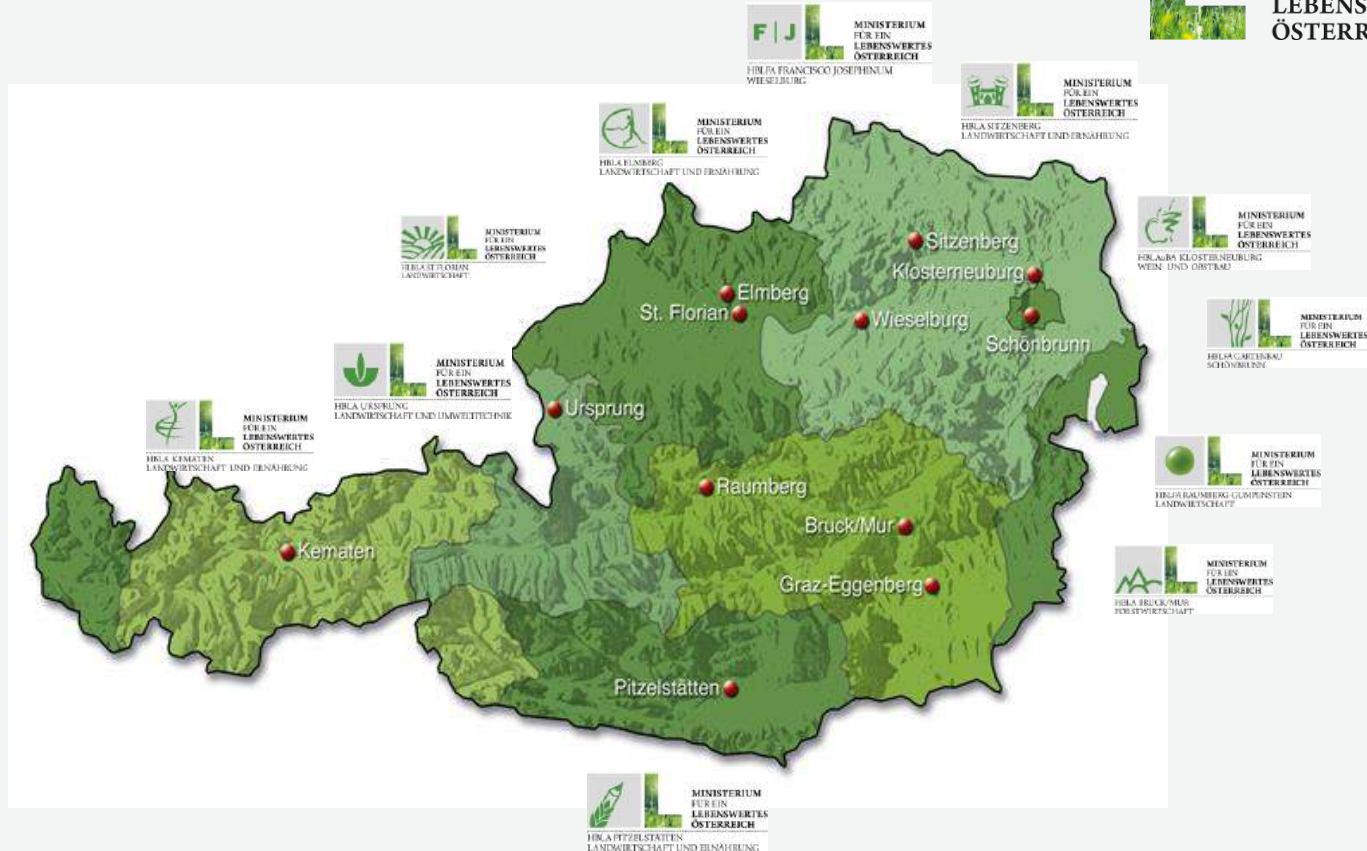 LEBENS
ÖSTERR
F | J
MINISTERIUM
FÜR EIN
LEBENSWERTES
ÖSTERREICH
HBLFA FRANCISCO JOSEPHINUM
WIESELBURG
MINISTERIUM
FÜR EIN
LEBENSWERTES
ÖSTERREICH
HBLA SITZENBERG
LANDWIRTSCHAFT UND ERNÄHRUNG
MINISTERIUM
FÜR EIN
LEBENSWERTES
ÖSTERREICH
HBLA ELMBERG
LANDWIRTSCHAFT UND ERNÄHRUNG
MINISTERIUM
FÜR EIN
LEBENSWERTES
ÖSTERREICH
HBLAuBA KLOSTERNEUBURG
WEIN- UND OBSTBAU
MINISTERIUM
FÜR EIN
LEBENSWERTES
ÖSTERREICH
HLBLA ST. FLORIAN
LANDWIRTSCHAFT
Sitzenberg
Klosterneuburg
Elmberg
St. Florian
Wieselburg
Schönbrunn
MINISTERIUM
FÜR EIN
LEBENSWERTES
ÖSTERREICH
HBLFA GARTENBAU
SCHÖNBRUNN
MINISTERIUM
FÜR EIN
LEBENSWERTES
ÖSTERREICH
HBLA URSPRUNG
LANDWIRTSCHAFT UND UMWELTTECHNIK
Ursprung
MINISTERIUM
FÜR EIN
LEBENSWERTES
ÖSTERREICH
HBLA KEMATEN
LANDWIRTSCHAFT UND ERNÄHRUNG
MINISTERIUM
FÜR EIN
LEBENSWERTES
ÖSTERREICH
HBLFA RAUMBERG-GUMPENSTEIN
LANDWIRTSCHAFT
Raumberg
Bruck/Mur
Kematen
Graz-Eggenberg
MINISTERIUM
FÜR EIN
LEBENSWERTES
ÖSTERREICH
HBLA BRUCK/MUR
FORSTWIRTSCHAFT
Pitzelstätten
MINISTERIUM
FÜR EIN
LEBENSWERTES
ÖSTERREICH
HBLA PITZELSTÄTTEN
LANDWIRTSCHAFT UND ERNÄHRUNG